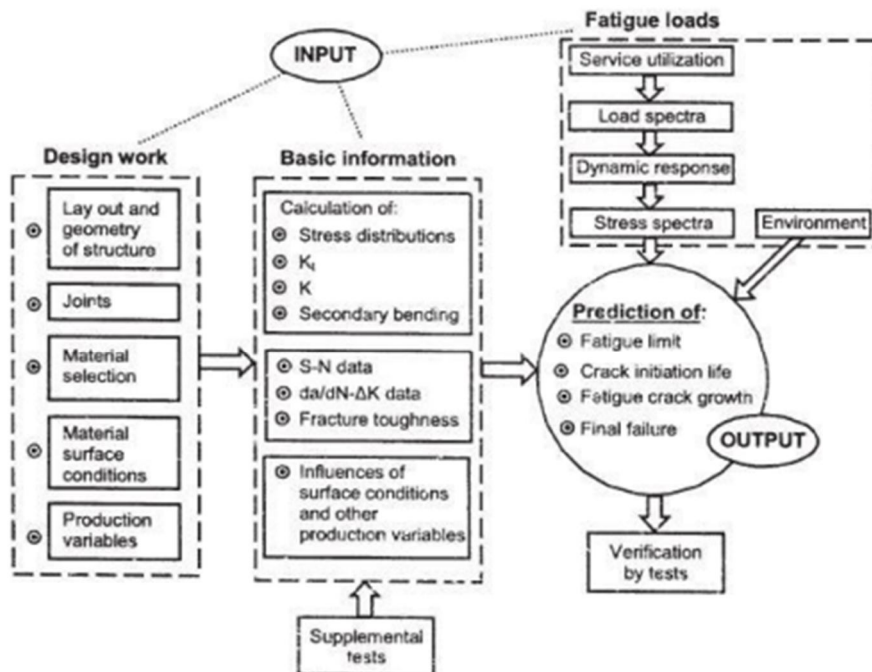 Fatigue loads
INPUT
Service utilization
Load spectra
Dynamic response
Stress spectra
Environment
Design work
Lay out and
geometry
of structure
Joints
Material
selection
Material
surface
conditions
Production
variables
Basic information
Calculation of:
Stress distributions
Kt
K
Secondary bending
S-N data
da/dN-ΔK data
Fracture toughness
Influences of
surface conditions
and other
production variables
Supplemental
tests
Prediction of:
Fatigue limit
Crack initiation life
Fatigue crack growth
Final failure
OUTPUT
Verification
by tests